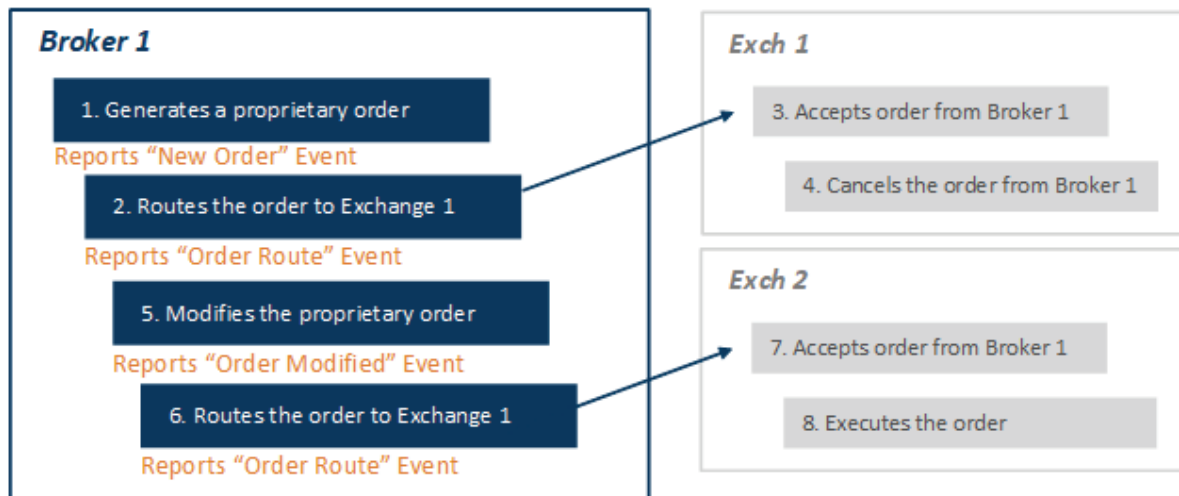 Broker 1
1. Generates a proprietary order
Reports “New Order” Event
2. Routes the order to Exchange 1
Reports “Order Route” Event
5. Modifies the proprietary order
Reports “Order Modified” Event
6. Routes the order to Exchange 1
Reports “Order Route” Event
Exch 1
3. Accepts order from Broker 1
4. Cancels the order from Broker 1
Exch 2
7. Accepts order from Broker 1
8. Executes the order